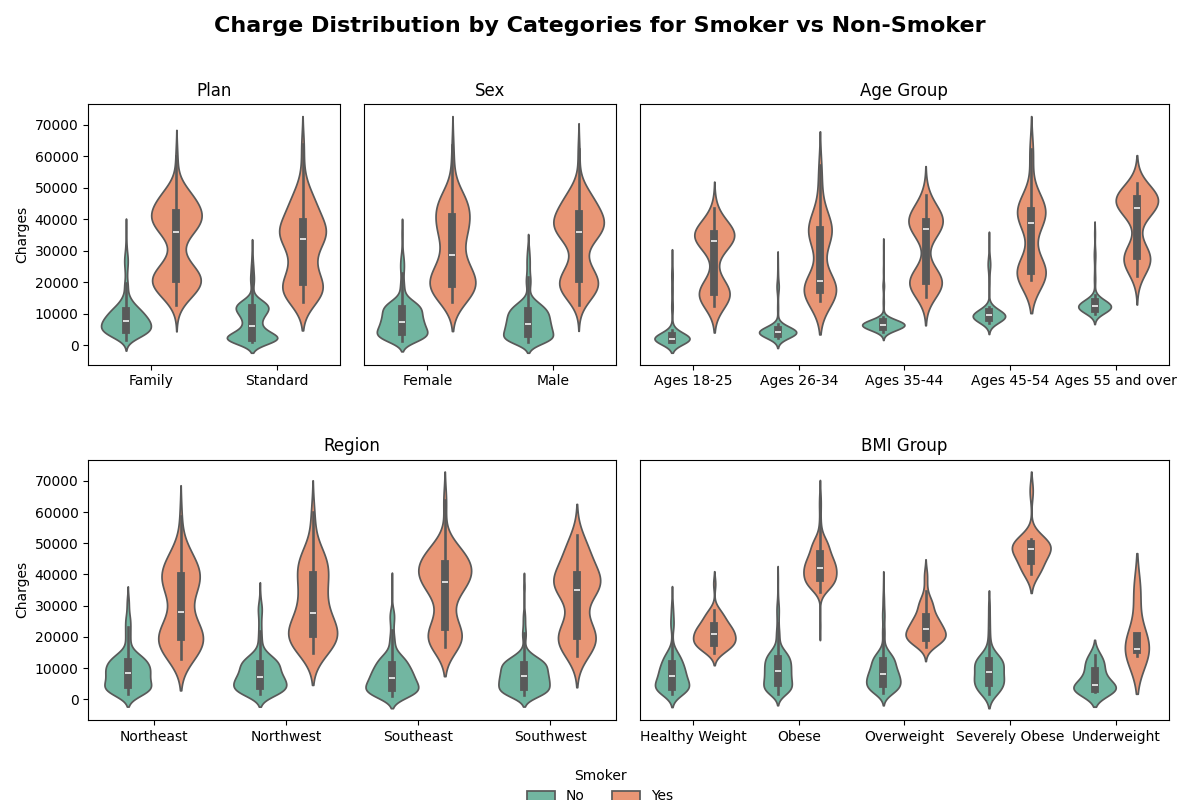 Charge Distribution by Categories for Smoker vs Non-Smoker
Plan
Sex
Age Group
Charges
70000
60000
50000
40000
30000
20000
10000
0
Family
Standard
Female
Male
Ages 18-25
Ages 26-34
Ages 35-44
Ages 45-54
Ages 55 and over
Region
BMI Group
Charges
70000
60000
50000
40000
30000
20000
10000
0
Northeast
Northwest
Southeast
Southwest
Healthy Weight
Obese
Overweight
Severely Obese
Underweight
Smoker
No
Yes